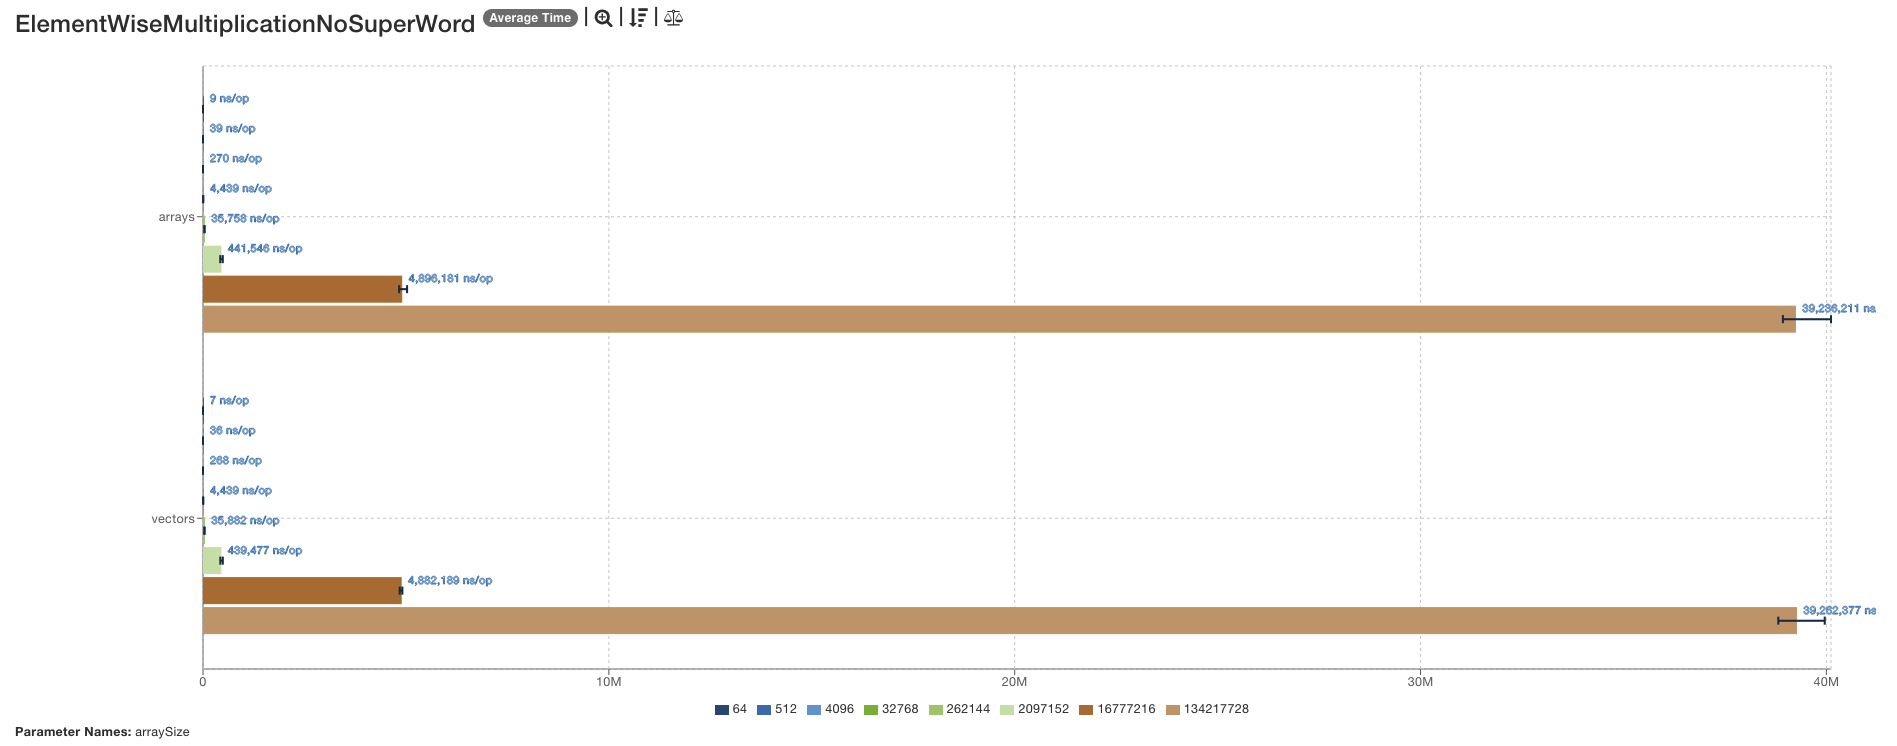 ElementWiseMultiplicationNoSuperWord Average Time
9 ns/op
39 ns/op
270 ns/op
4,439 ns/op
arrays
35,758 ns/op
441,546 ns/op
4,896,181 ns/op
39,236,211 ns
7 ns/op
36 ns/op
268 ns/op
4,439 ns/op
vectors
35,882 ns/op
439,477 ns/op
4,882,189 ns/op
39,262,377 ns
0 10M 20M 30M 40M
64 512 4096 32768 262144 2097152 16777216 134217728
Parameter Names: arraySize